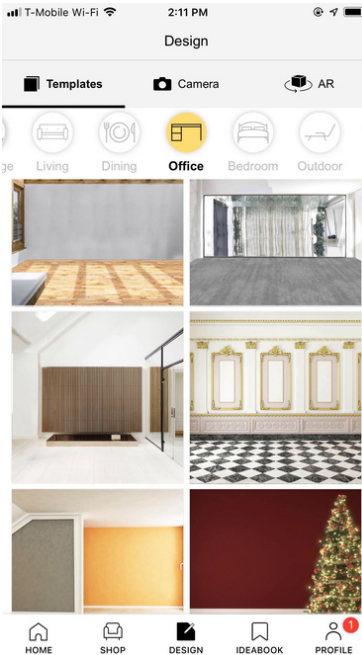 T-Mobile Wi-Fi 2:11 PM
Design
Templates Camera AR
ge Living Dining Office Bedroom Outdoor
1
HOME SHOP DESIGN IDEABOOK PROFILE